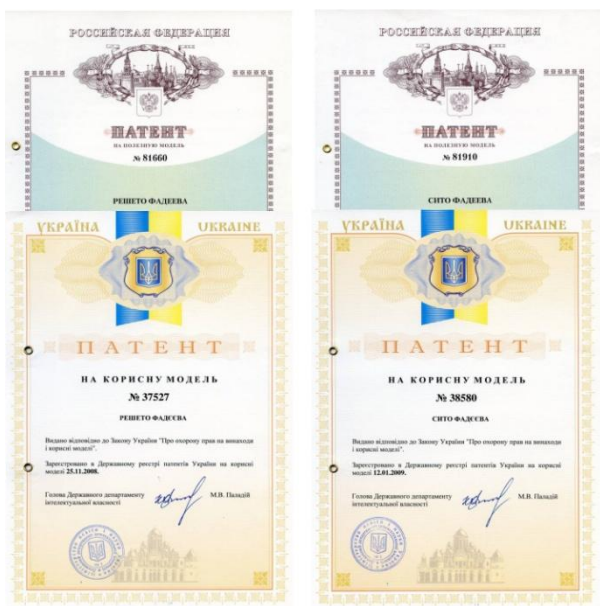 РОССИЙСКАЯ ФЕДЕРАЦИЯ
ПАТЕНТ
НА ПОЛЕЗНУЮ МОДЕЛЬ
№ 81660
РЕШЕТО ФАДЕЕВА
РОССИЙСКАЯ ФЕДЕРАЦИЯ
ПАТЕНТ
НА ПОЛЕЗНУЮ МОДЕЛЬ
№ 81910
СИТО ФАДЕЕВА
УКРАЇНА UKRAINE
ПАТЕНТ
НА КОРИСНУ МОДЕЛЬ
№ 37527
РЕШЕТО ФАДЄЄВА
Видано відповідно до Закону України "Про охорону прав на винаходи
і корисні моделі".
Зареєстровано в Державному реєстрі патентів України на корисні
моделі 25.11.2008.
Голова Державного департаменту
інтелектуальної власності
М.В. Паладій
УКРАЇНА UKRAINE
ПАТЕНТ
НА КОРИСНУ МОДЕЛЬ
№ 38580
СИТО ФАДЄЄВА
Видано відповідно до Закону України "Про охорону прав на винаходи
і корисні моделі".
Зареєстровано в Державному реєстрі патентів України на корисні
моделі 12.01.2009.
Голова Державного департаменту
інтелектуальної власності
М.В. Паладій